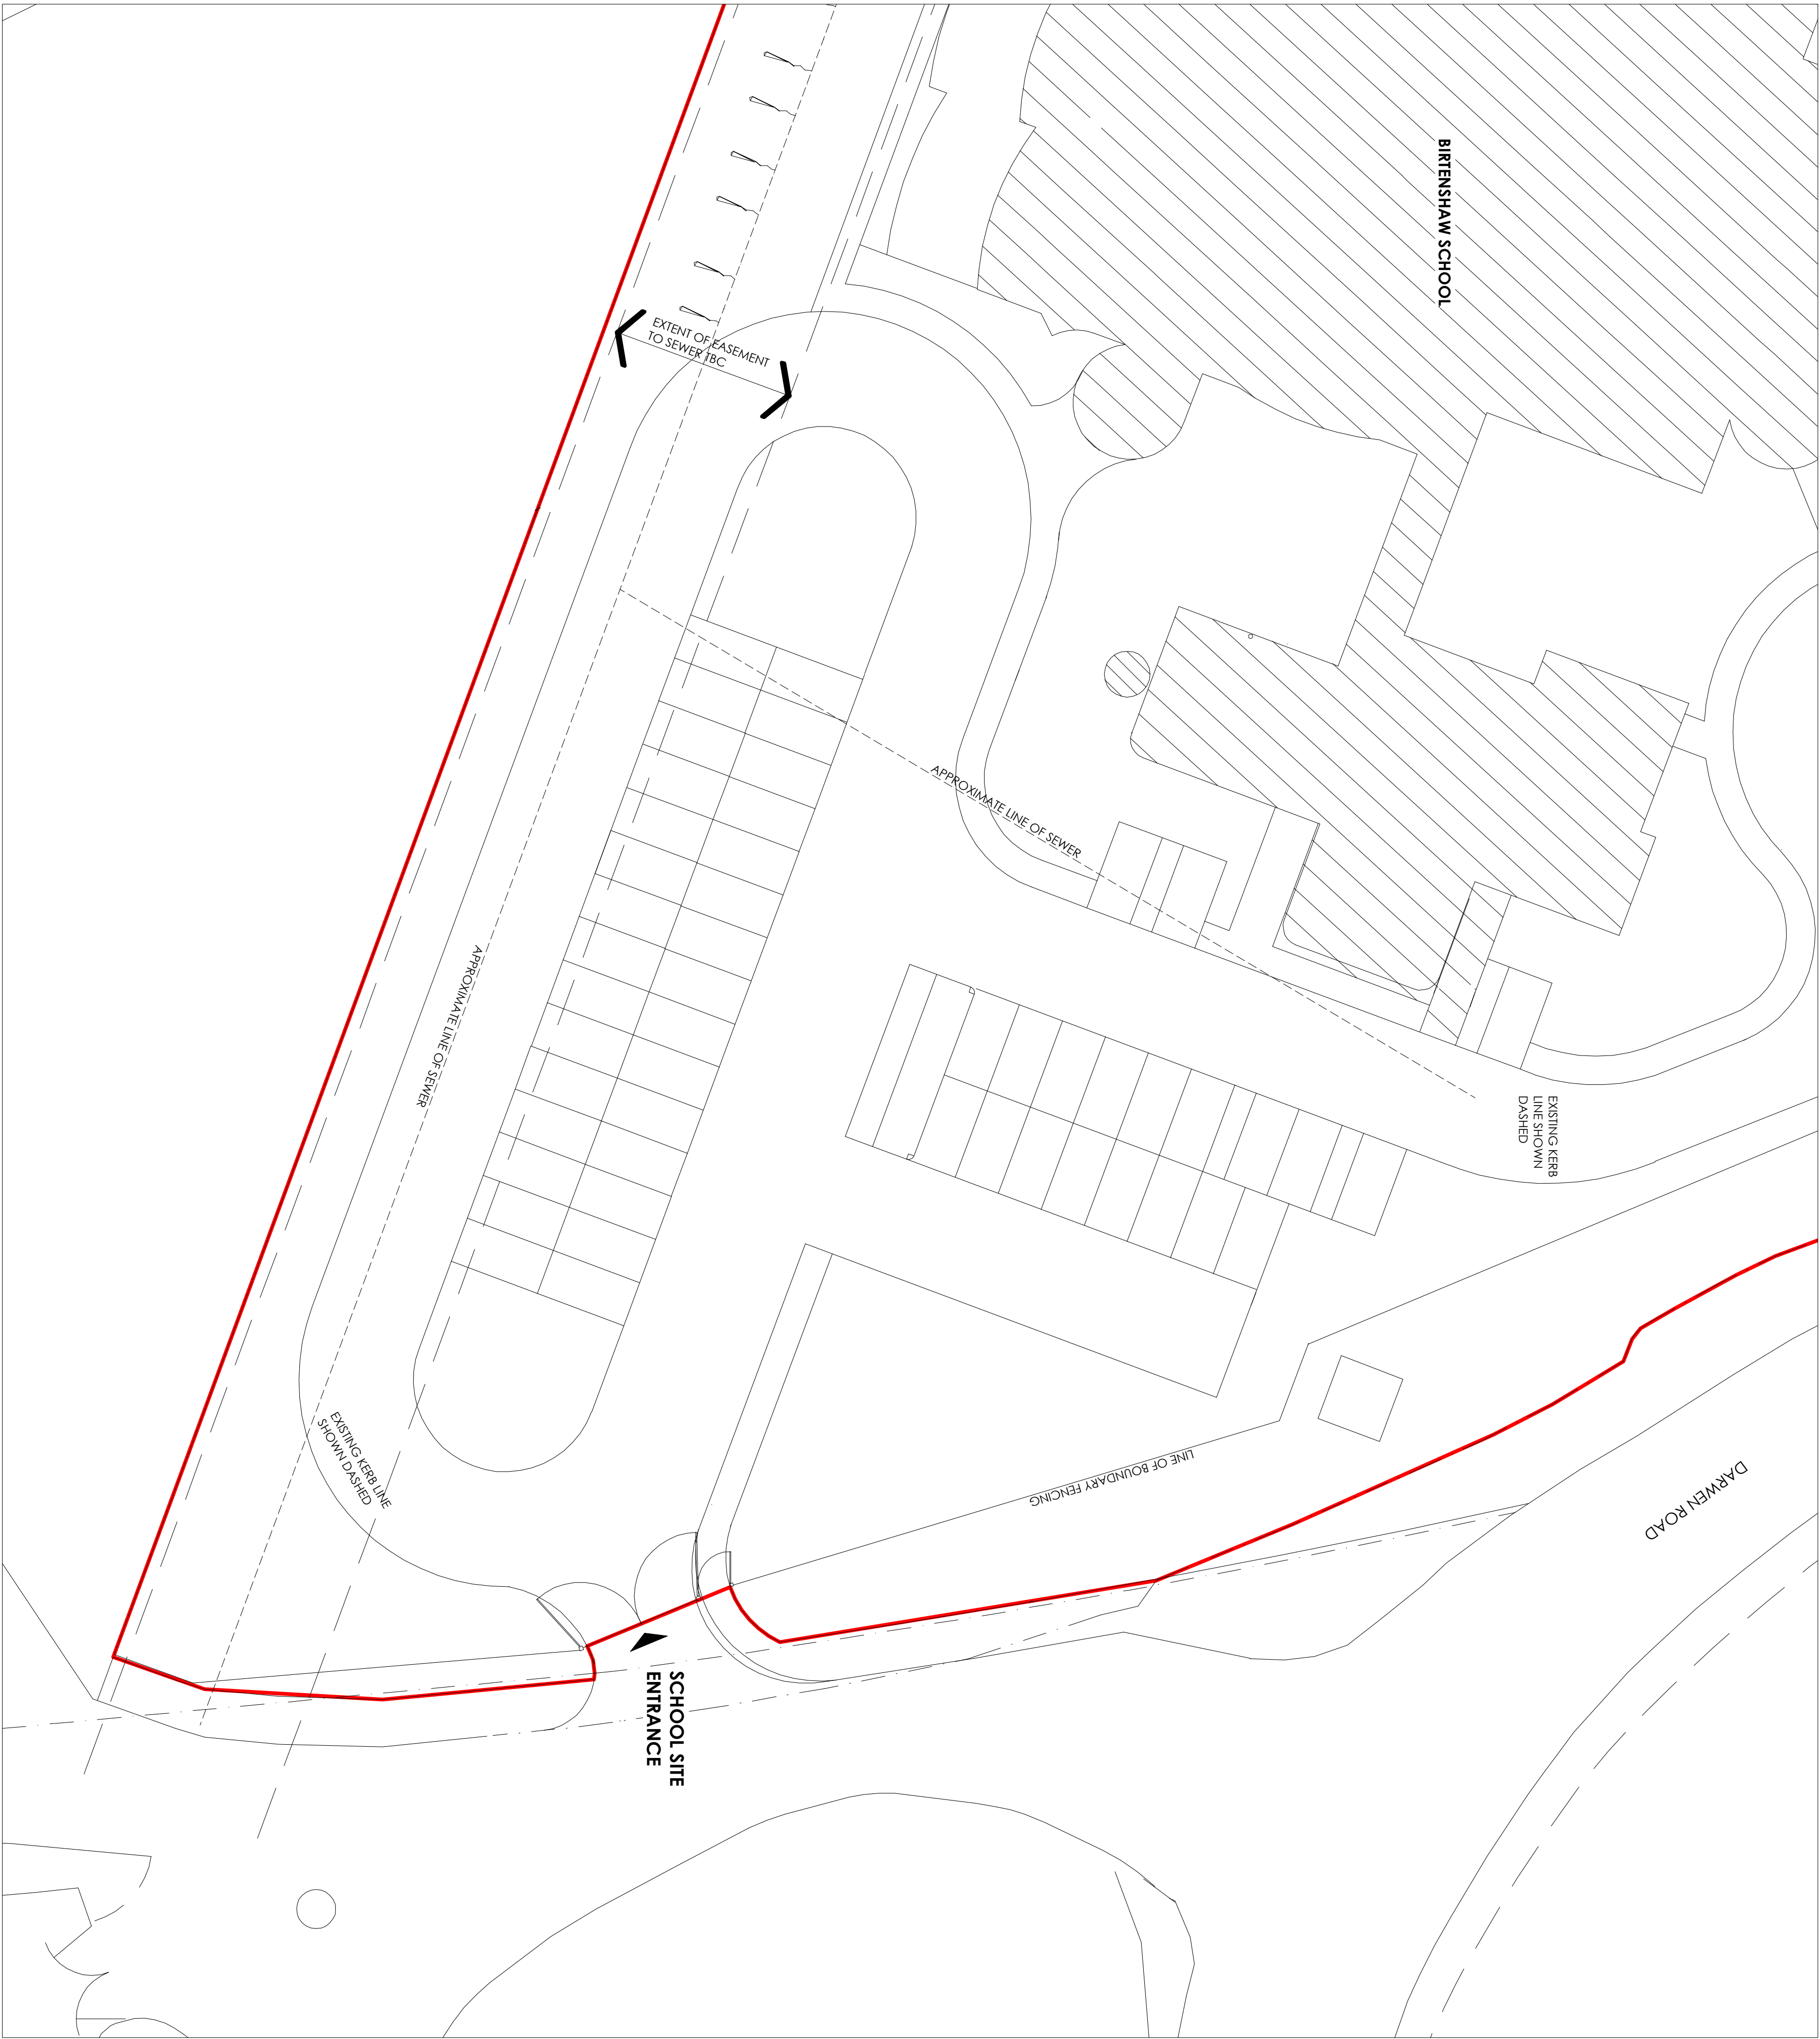 BIRTENSHAW SCHOOL
EXTENT OF EASEMENT
TO SEWER TBC
APPROXIMATE LINE OF SEWER
APPROXIMATE LINE OF SEWER
EXISTING KERB
LINE SHOWN
DASHED
EXISTING KERB LINE
SHOWN DASHED
LINE OF BOUNDARY FENCING
DARWEN ROAD
SCHOOL SITE
ENTRANCE